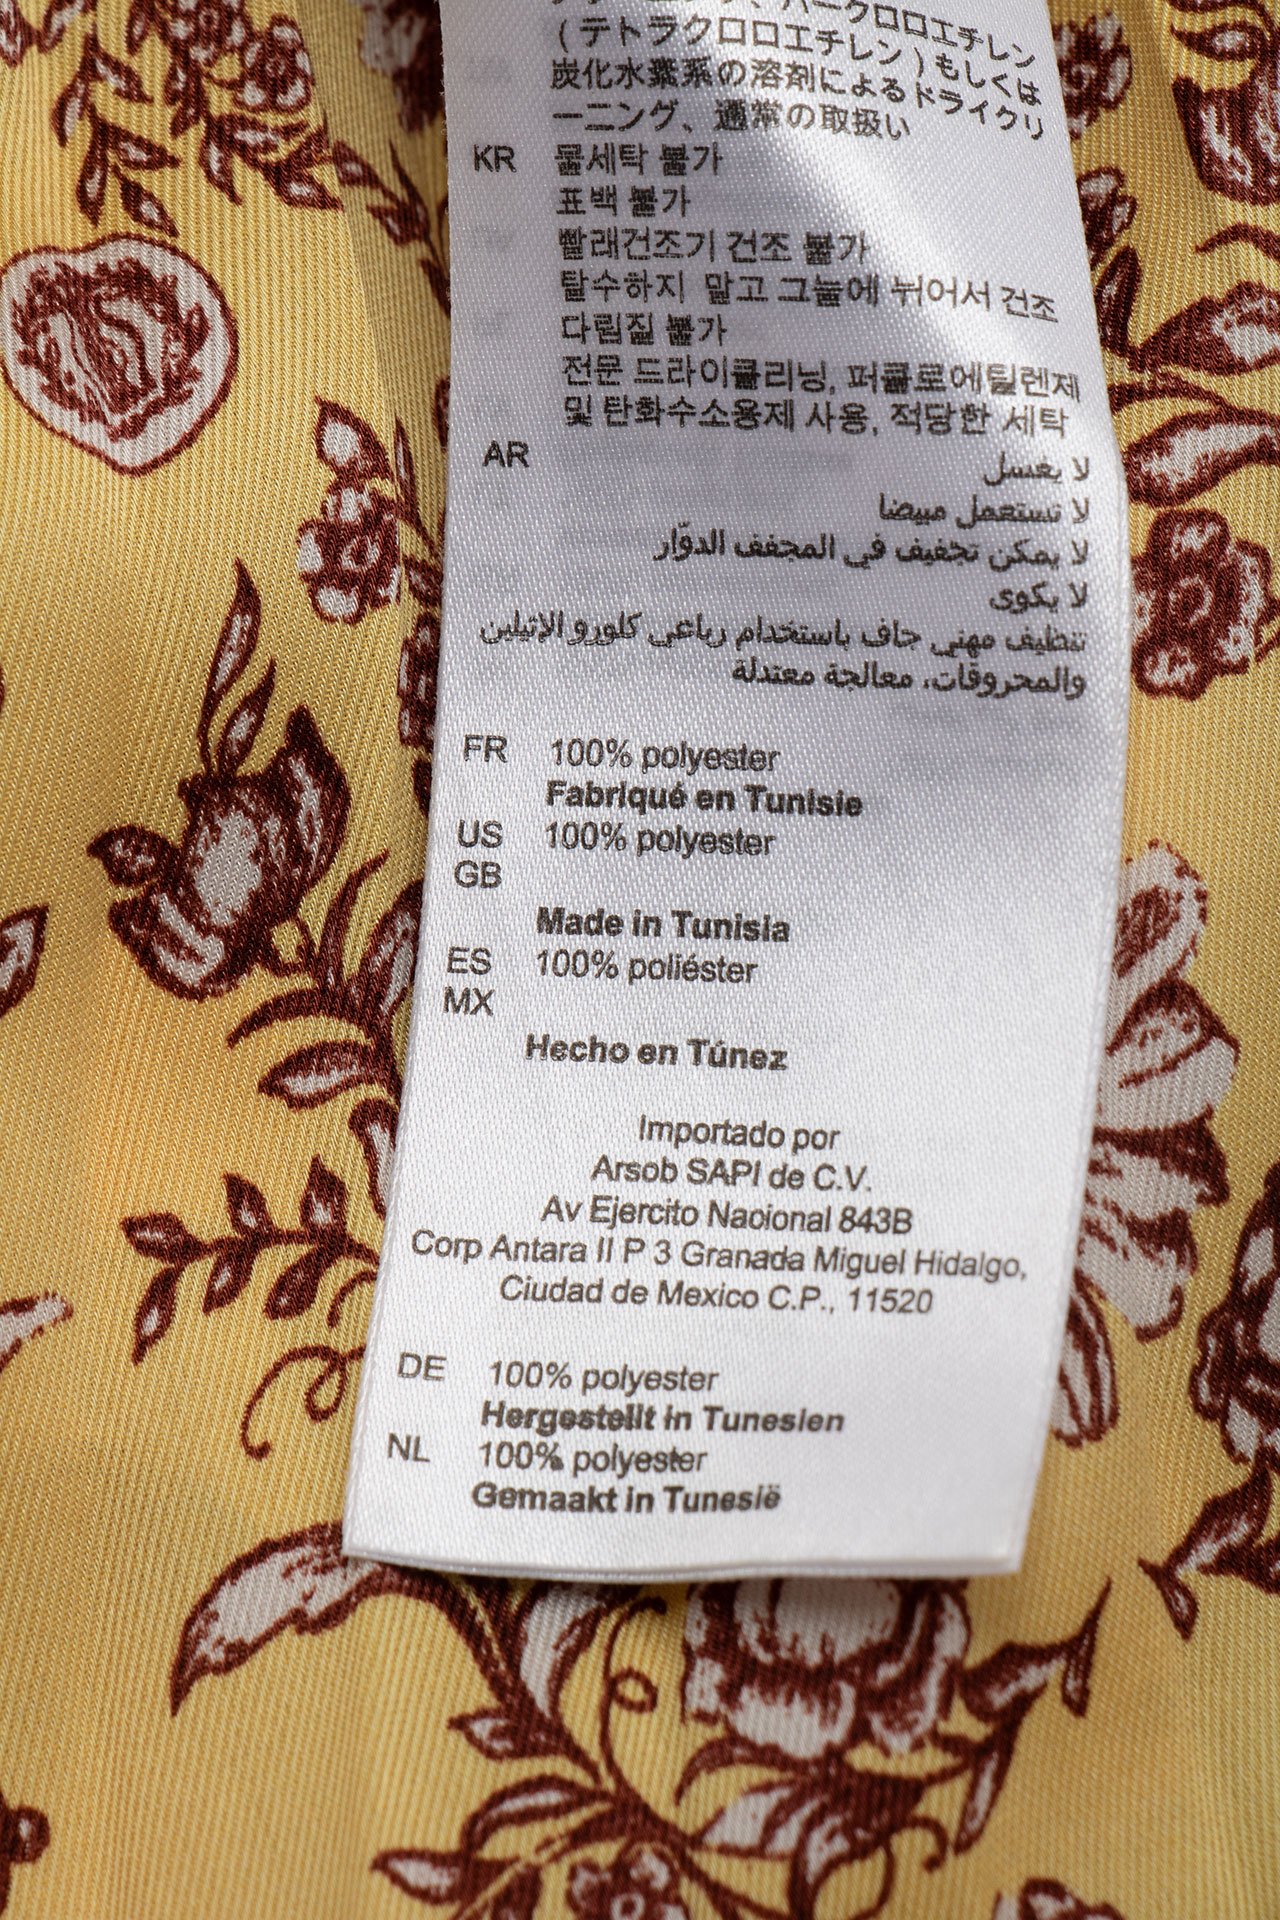 パークロロエチレン
(テトラクロロエチレン)もしくは
炭化水素系の溶剤によるドライクリ
ーニング、通常の取扱い
KR 물세탁 불가
표백 불가
빨래건조기 건조 불가
탈수하지 말고 그늘에 뉘어서 건조
다림질 불가
전문 드라이클리닝, 퍼클로에틸렌제
및 탄화수소용제 사용, 적당한 세탁
AR لا يغسل
لا تستعمل مبيضا
لا يمكن تجفيف في المجفف الدوّار
لا يكوى
تنظيف مهني جاف باستخدام رباعي كلورو الإثيلين
والمحروقات، معالجة معتدلة
FR 100% polyester
Fabriqué en Tunisie
US 100% polyester
GB
Made in Tunisia
ES 100% poliéster
MX
Hecho en Túnez
Importado por
Arsob SAPI de C.V.
Av Ejercito Nacional 843B
Corp Antara II P 3 Granada Miguel Hidalgo,
Ciudad de Mexico C.P., 11520
DE 100% polyester
Hergestellt in Tunesien
NL 100% polyester
Gemaakt in Tunesië